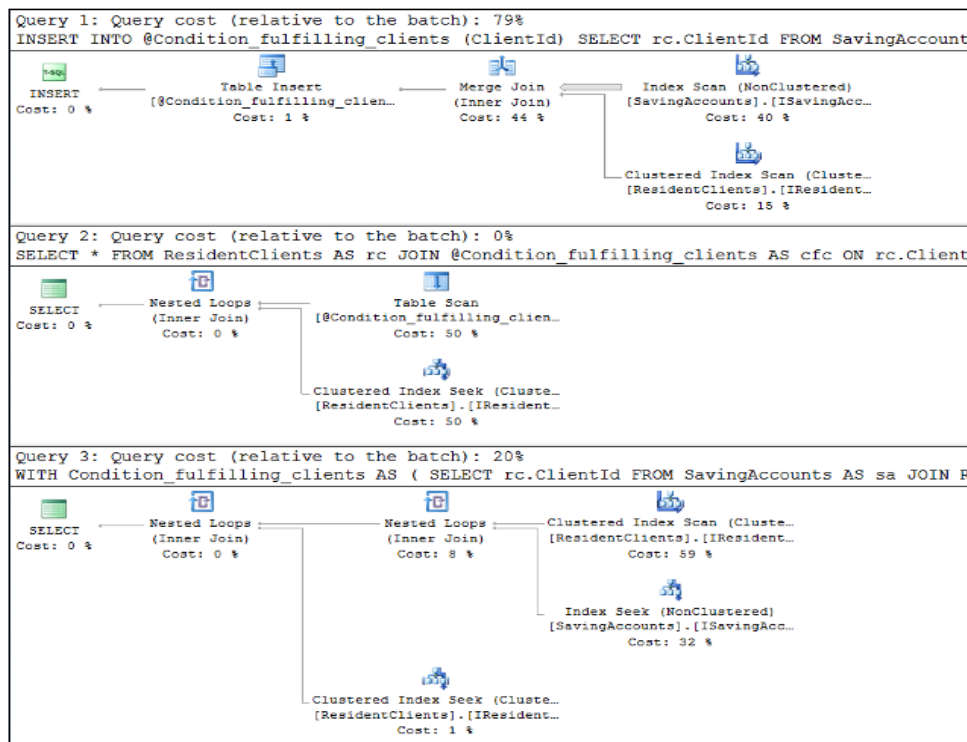 Query 1: Query cost (relative to the batch): 79%
INSERT INTO @Condition_fulfilling_clients (ClientId) SELECT rc.ClientId FROM SavingAccount
T-SQL
INSERT
Cost: 0 %
Table Insert
[@Condition_fulfilling_clien…
Cost: 1 %
Merge Join
(Inner Join)
Cost: 44 %
Index Scan (NonClustered)
[SavingAccounts].[ISavingAcc…
Cost: 40 %
Clustered Index Scan (Cluste…
[ResidentClients].[IResident…
Cost: 15 %
Query 2: Query cost (relative to the batch): 0%
SELECT * FROM ResidentClients AS rc JOIN @Condition_fulfilling_clients AS cfc ON rc.Client
SELECT
Cost: 0 %
Nested Loops
(Inner Join)
Cost: 0 %
Table Scan
[@Condition_fulfilling_clien…
Cost: 50 %
Clustered Index Seek (Cluste…
[ResidentClients].[IResident…
Cost: 50 %
Query 3: Query cost (relative to the batch): 20%
WITH Condition_fulfilling_clients AS ( SELECT rc.ClientId FROM SavingAccounts AS sa JOIN R
SELECT
Cost: 0 %
Nested Loops
(Inner Join)
Cost: 0 %
Nested Loops
(Inner Join)
Cost: 8 %
Clustered Index Scan (Cluste…
[ResidentClients].[IResident…
Cost: 59 %
Index Seek (NonClustered)
[SavingAccounts].[ISavingAcc…
Cost: 32 %
Clustered Index Seek (Cluste…
[ResidentClients].[IResident…
Cost: 1 %